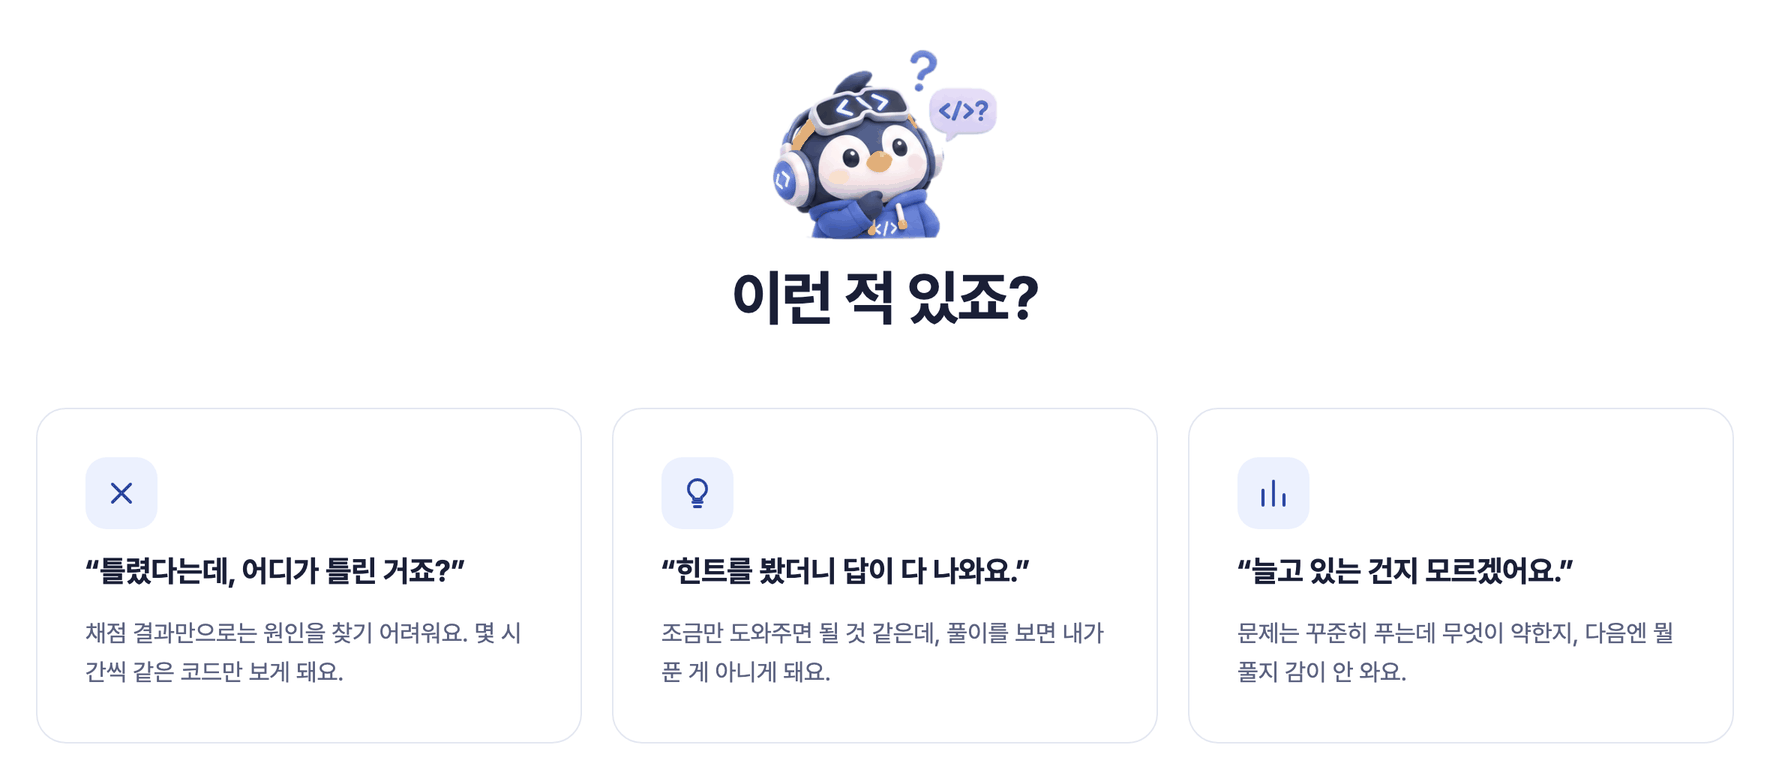 ?
</>?
이런 적 있죠?
“틀렸다는데, 어디가 틀린 거죠?”
채점 결과만으로는 원인을 찾기 어려워요. 몇 시
간씩 같은 코드만 보게 돼요.
“힌트를 봤더니 답이 다 나와요.”
조금만 도와주면 될 것 같은데, 풀이를 보면 내가
푼 게 아니게 돼요.
“늘고 있는 건지 모르겠어요.”
문제는 꾸준히 푸는데 무엇이 약한지, 다음엔 뭘
풀지 감이 안 와요.